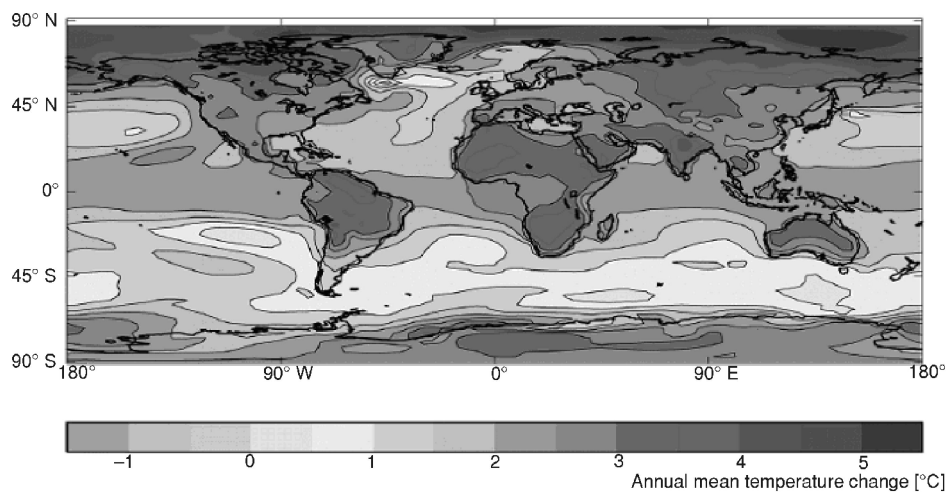 90° N
45° N
0°
45° S
90° S
180° 90° W 0° 90° E 180°
–1 0 1 2 3 4 5
Annual mean temperature change [°C]